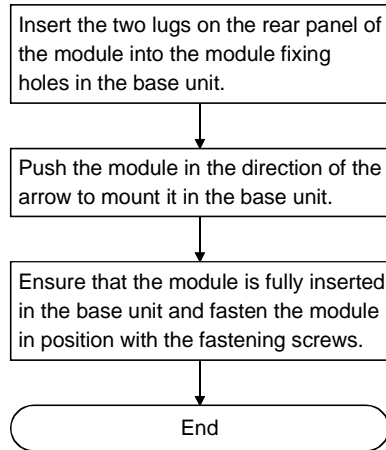 Insert the two lugs on the rear panel of
the module into the module fixing
holes in the base unit.
Push the module in the direction of the
arrow to mount it in the base unit.
Ensure that the module is fully inserted
in the base unit and fasten the module
in position with the fastening screws.
End